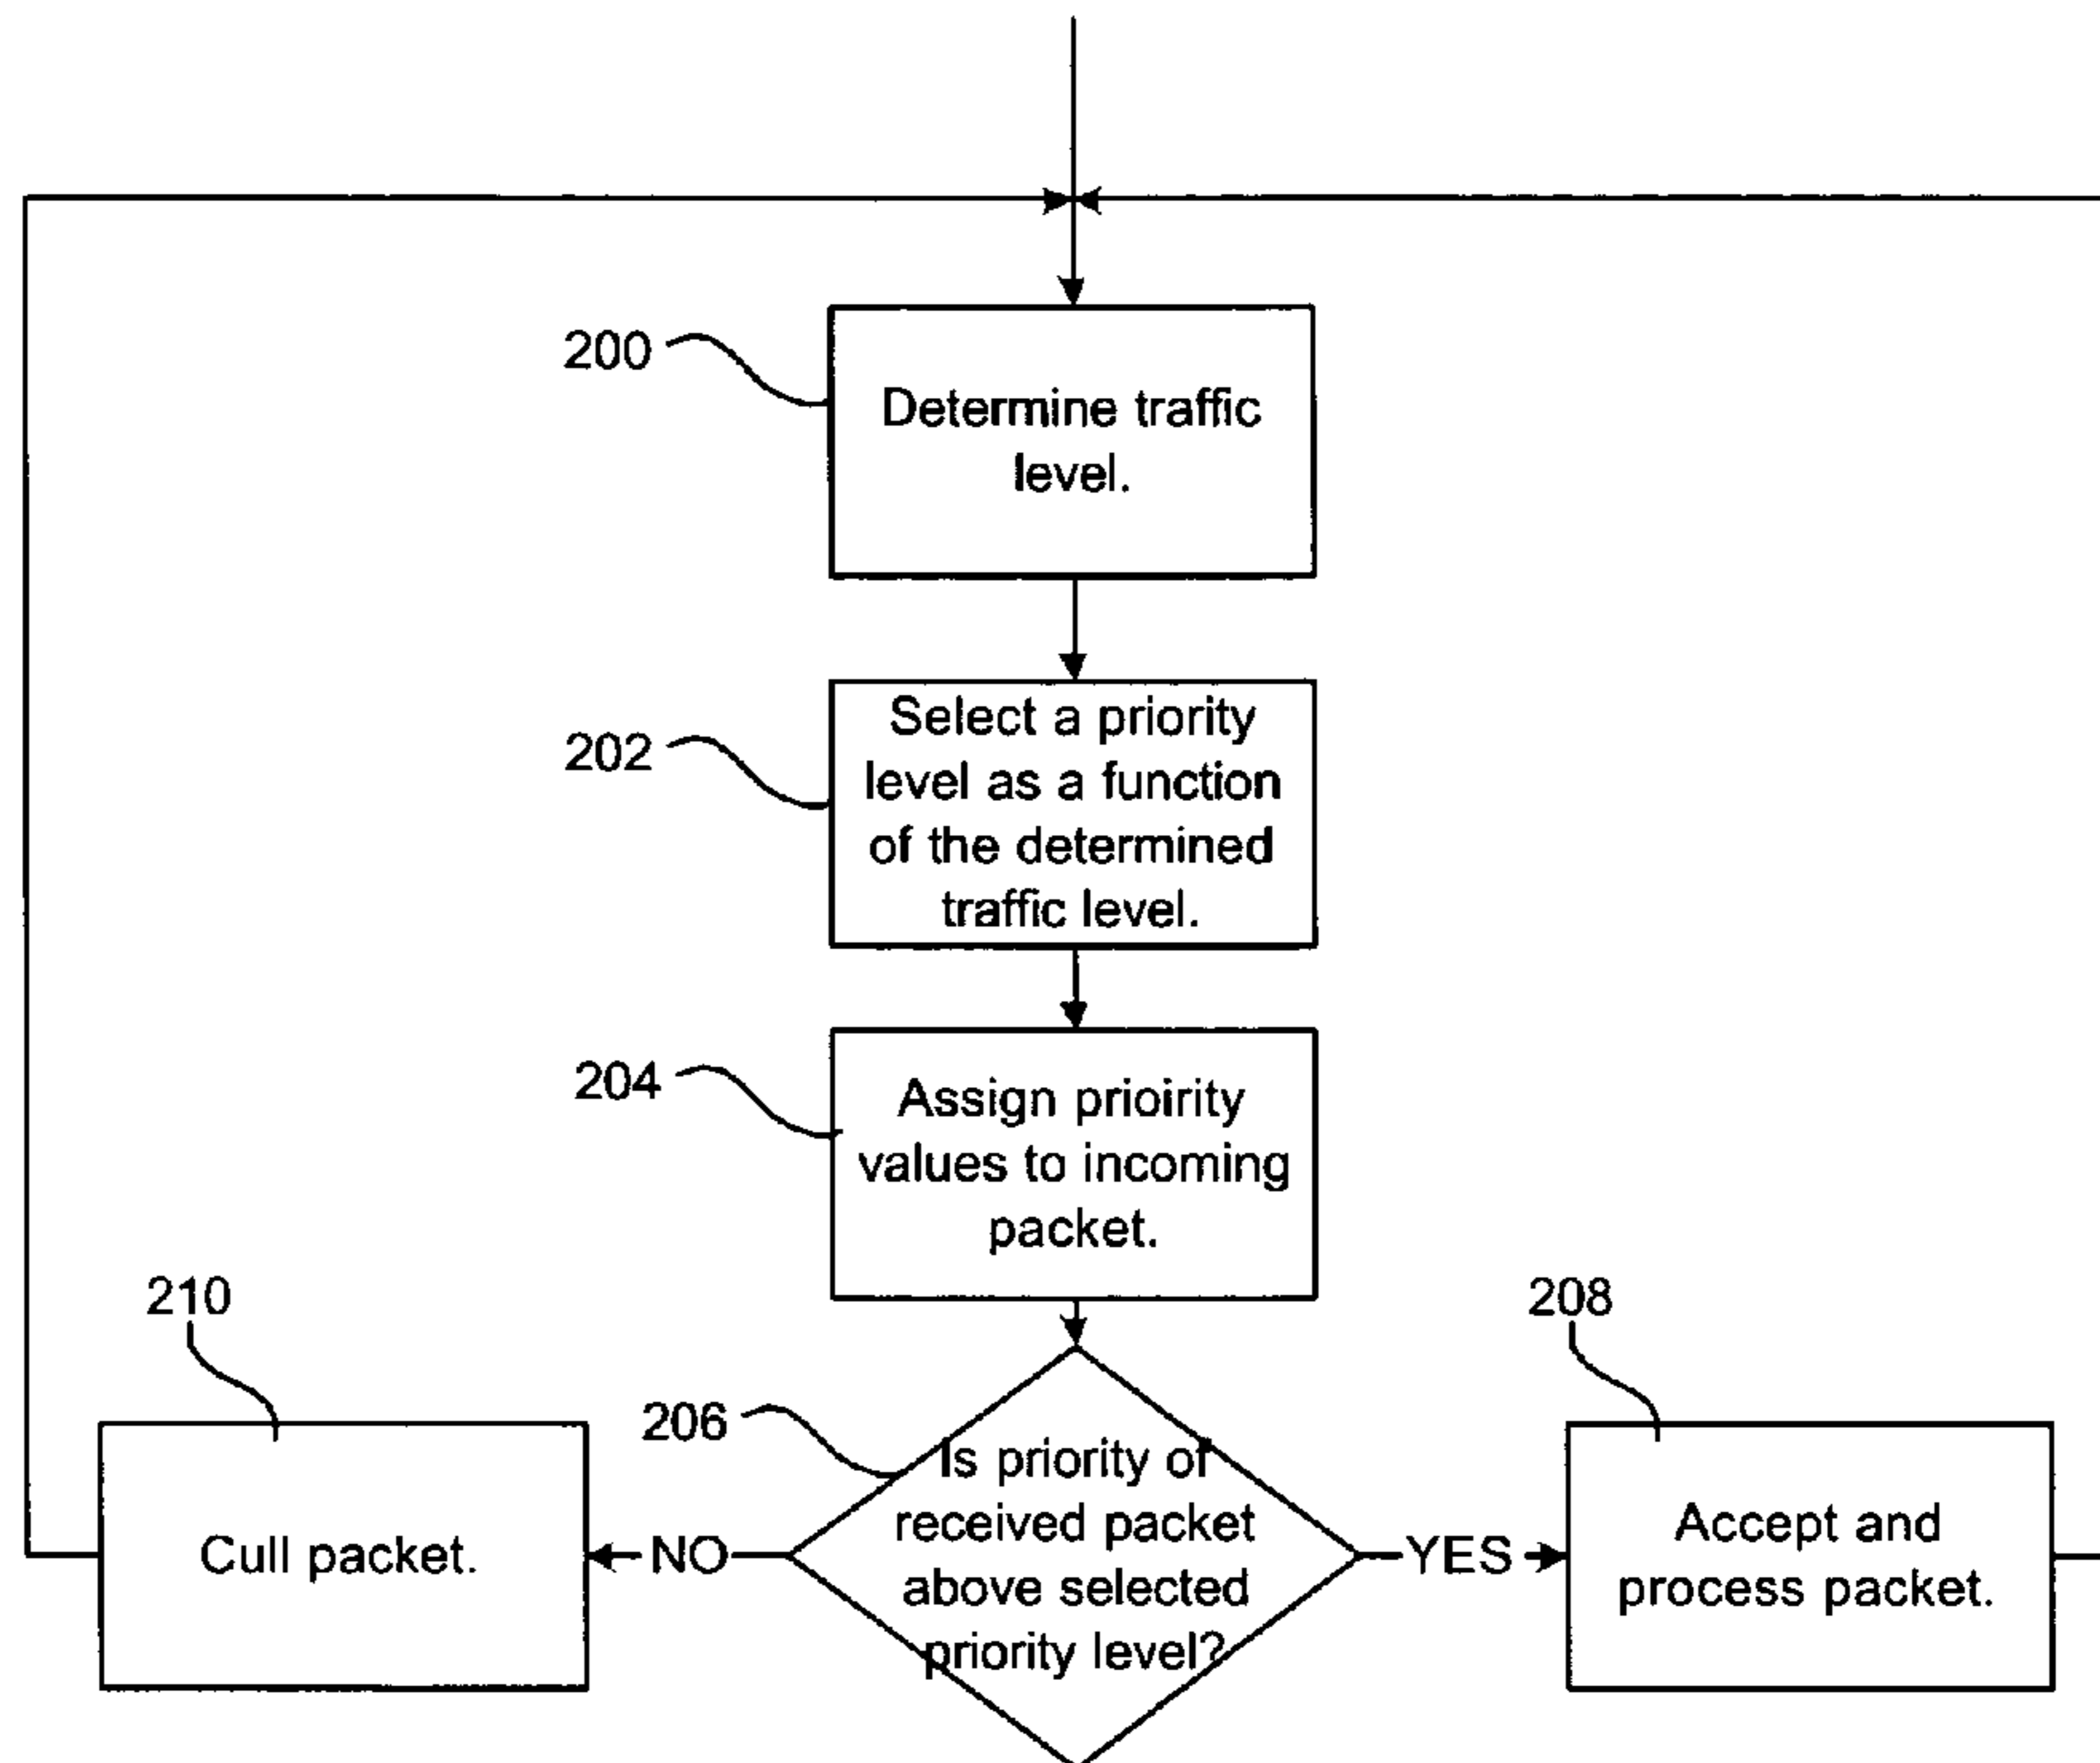 200
Determine traffic
level.
202
Select a priority
level as a function
of the determined
traffic level.
204
Assign prioirity
values to incoming
packet.
210
208
206
Is priority of
received packet
above selected
priority level?
NO
YES
Cull packet.
Accept and
process packet.